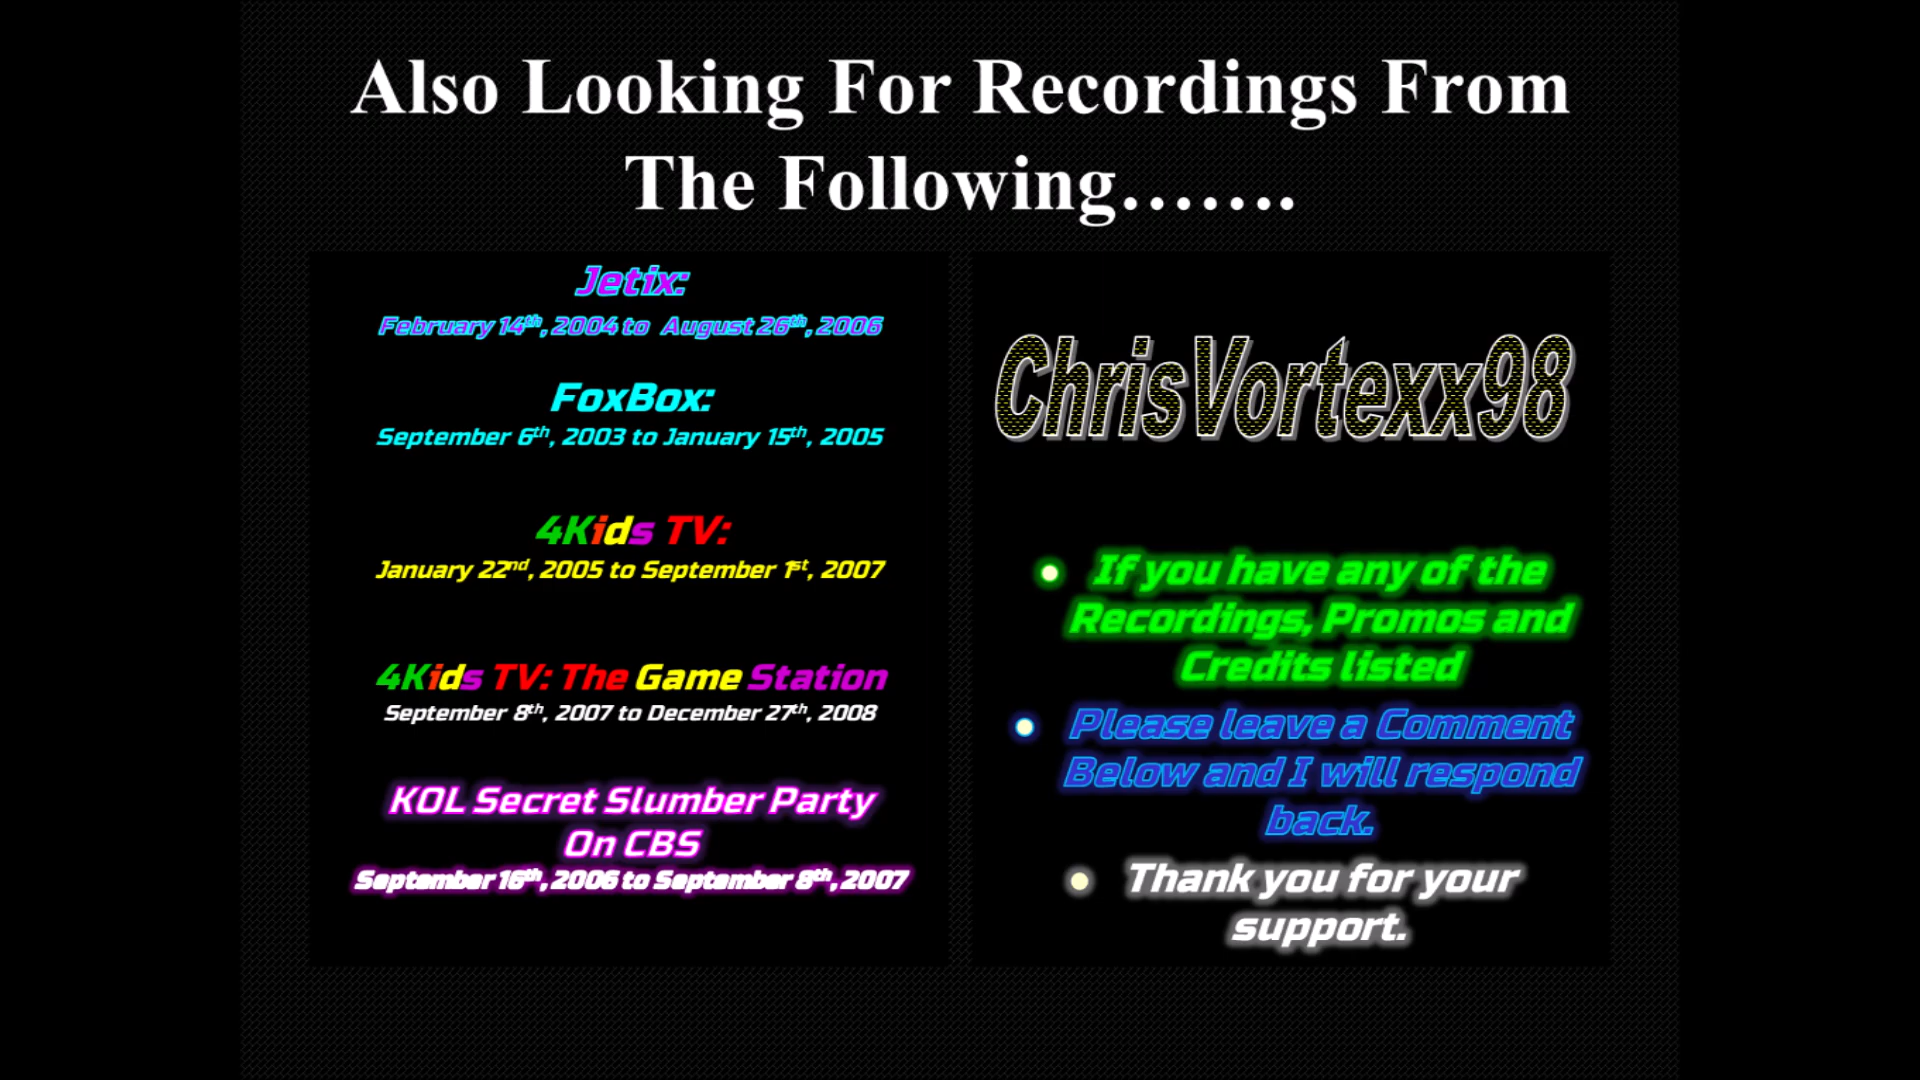 Also Looking For Recordings From
The Following…….
Jetix:
February 14th, 2004 to August 26th, 2006
FoxBox:
September 6th, 2003 to January 15th, 2005
4Kids TV:
January 22nd, 2005 to September 1st, 2007
4Kids TV: The Game Station
September 8th, 2007 to December 27th, 2008
KOL Secret Slumber Party
On CBS
September 16th, 2006 to September 8th, 2007
ChrisVortexx98
• If you have any of the
Recordings, Promos and
Credits listed
• Please leave a Comment
Below and I will respond
back.
• Thank you for your
support.